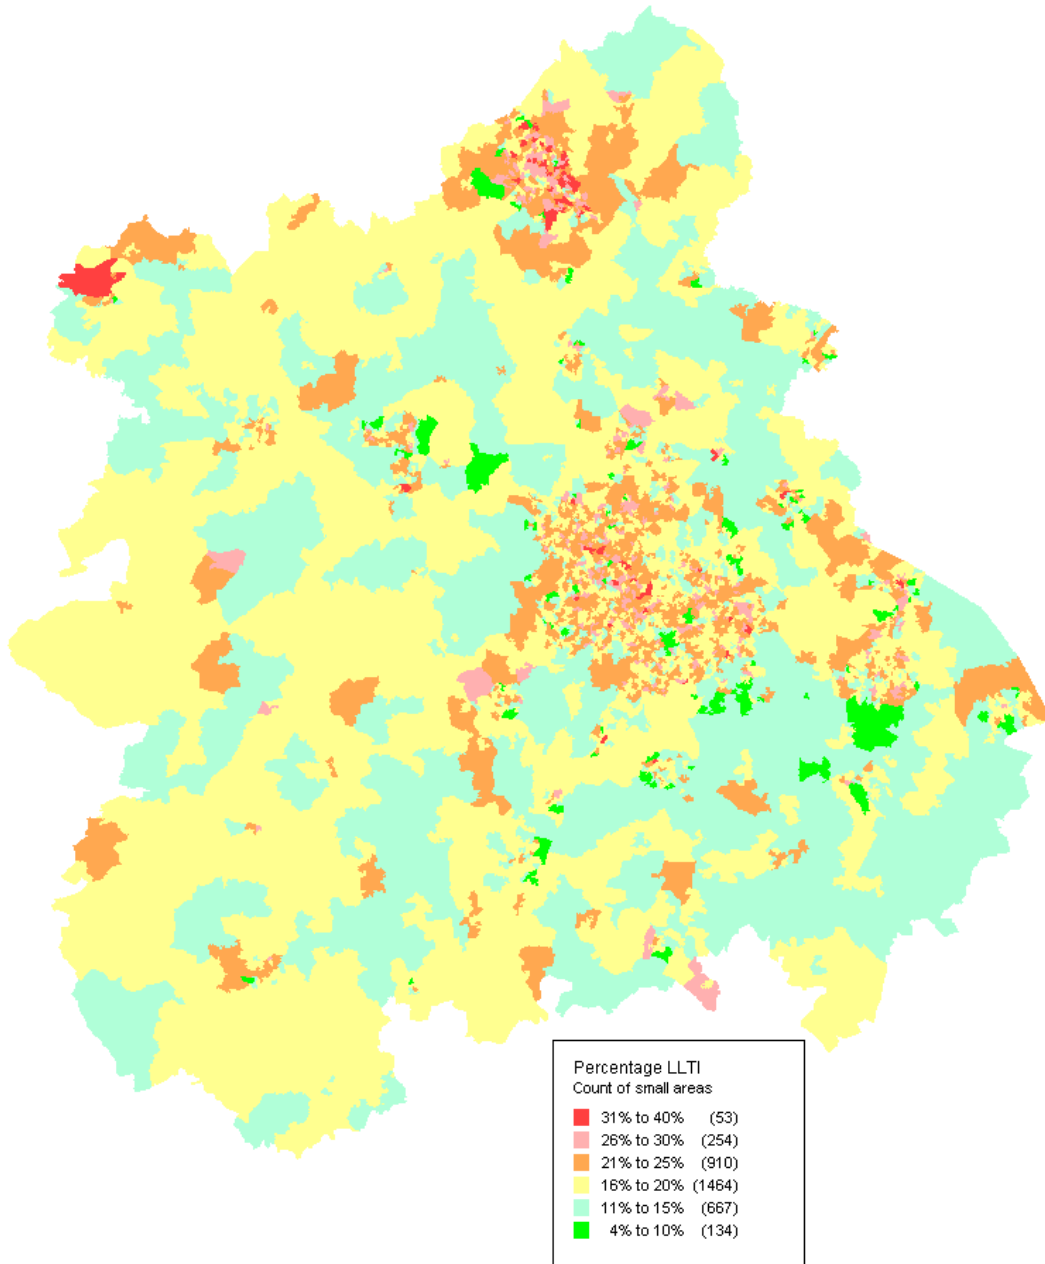 Percentage LLTI
Count of small areas
31% to 40% (53)
26% to 30% (254)
21% to 25% (910)
16% to 20% (1464)
11% to 15% (667)
4% to 10% (134)